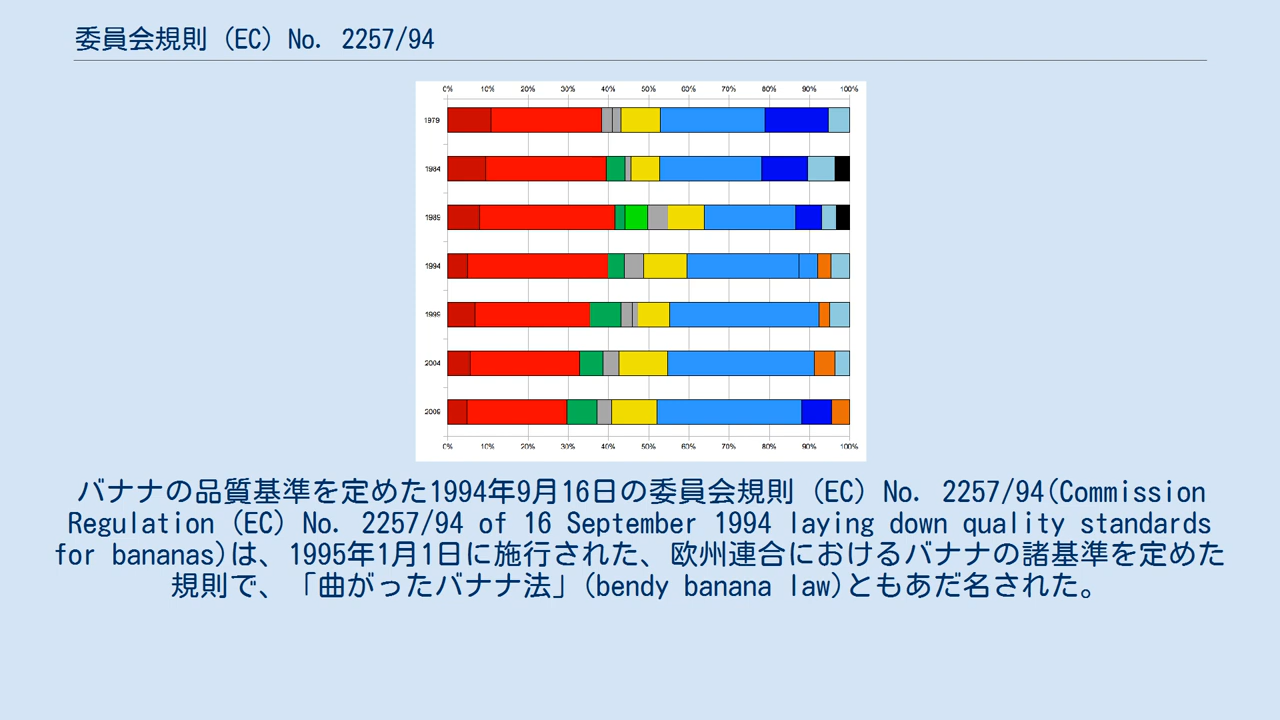 委員会規則（EC）No. 2257/94
0% 10% 20% 30% 40% 50% 60% 70% 80% 90% 100%
1979
1984
1989
1994
1999
2004
2009
0% 10% 20% 30% 40% 50% 60% 70% 80% 90% 100%
バナナの品質基準を定めた1994年9月16日の委員会規則（EC）No. 2257/94(Commission
Regulation（EC）No. 2257/94 of 16 September 1994 laying down quality standards
for bananas)は、1995年1月1日に施行された、欧州連合におけるバナナの諸基準を定めた
規則で、「曲がったバナナ法」(bendy banana law)ともあだ名された。